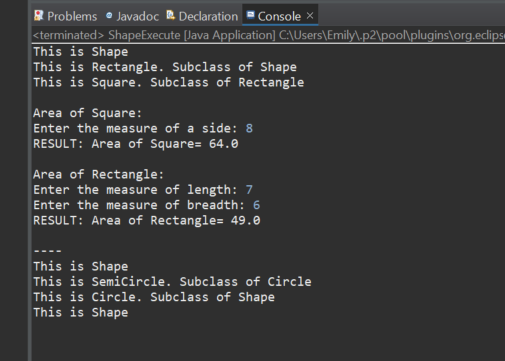 Problems Javadoc Declaration Console
<terminated> ShapeExecute [Java Application] C:\Users\Emily\.p2\pool\plugins\org.eclips
This is Shape
This is Rectangle. Subclass of Shape
This is Square. Subclass of Rectangle
Area of Square:
Enter the measure of a side: 8
RESULT: Area of Square= 64.0
Area of Rectangle:
Enter the measure of length: 7
Enter the measure of breadth: 6
RESULT: Area of Rectangle= 49.0
----
This is Shape
This is SemiCircle. Subclass of Circle
This is Circle. Subclass of Shape
This is Shape